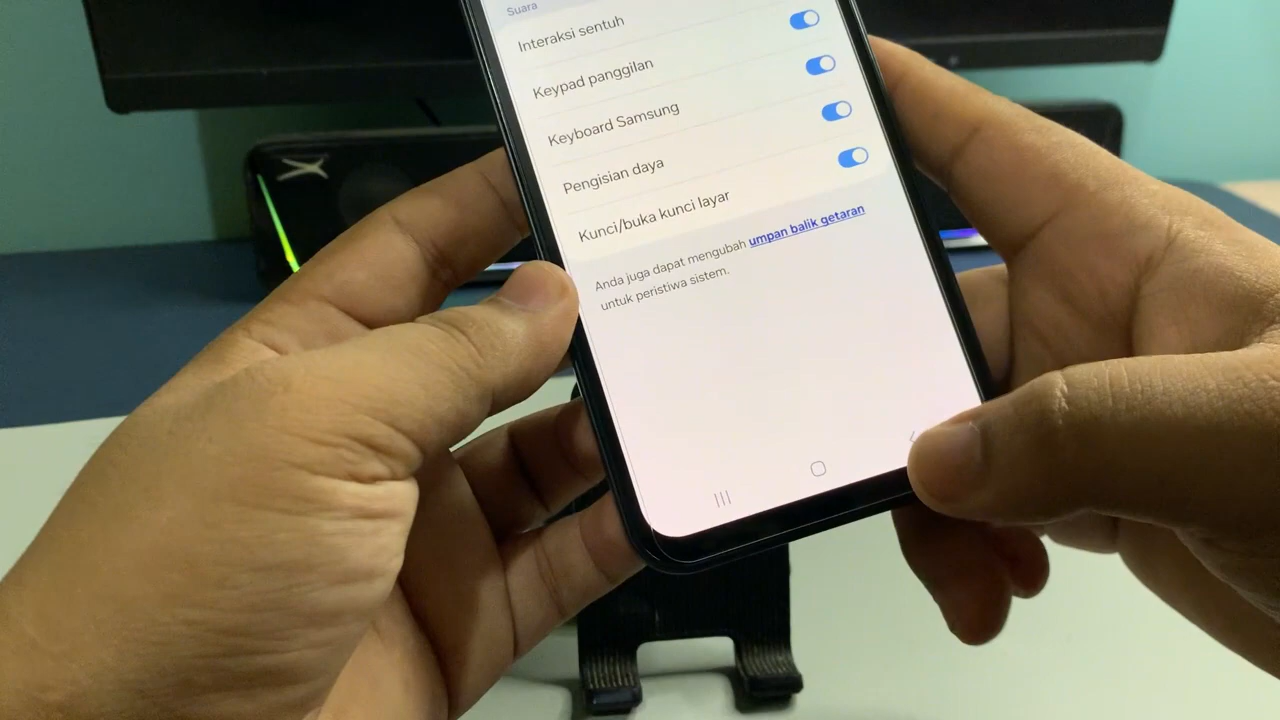 Suara
Interaksi sentuh
Keypad panggilan
Keyboard Samsung
Pengisian daya
Kunci/buka kunci layar
Anda juga dapat mengubah umpan balik getaran
untuk peristiwa sistem.